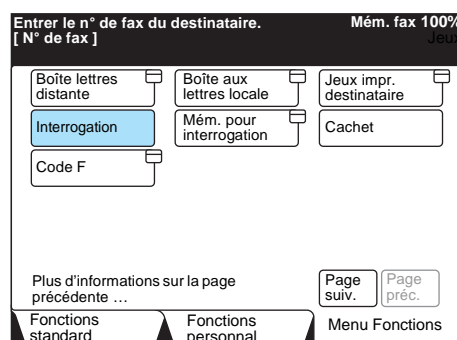 Entrer le n° de fax du destinataire. Mém. fax 100%
[ N° de fax ] Jeux
Boîte lettres distante
Boîte aux lettres locale
Jeux impr. destinataire
Interrogation
Mém. pour interrogation
Cachet
Code F
Plus d'informations sur la page
précédente …
Page suiv.
Page préc.
Fonctions standard
Fonctions personnal
Menu Fonctions